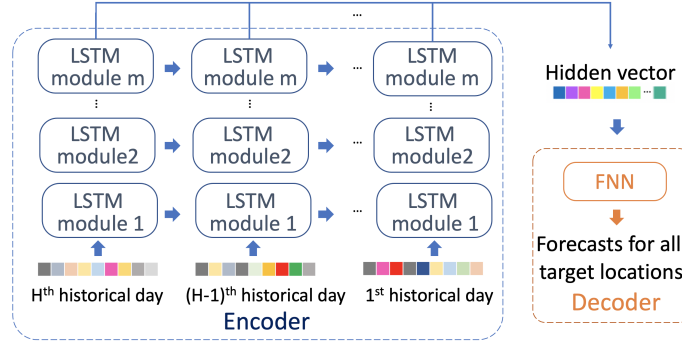 ...
LSTM
module m
LSTM
module m
...
LSTM
module m
...
...
...
LSTM
module2
LSTM
module2
...
LSTM
module2
LSTM
module 1
LSTM
module 1
...
LSTM
module 1
Hth historical day
(H-1)th historical day
1st historical day
Encoder
Hidden vector
...
FNN
Forecasts for all
target locations
Decoder